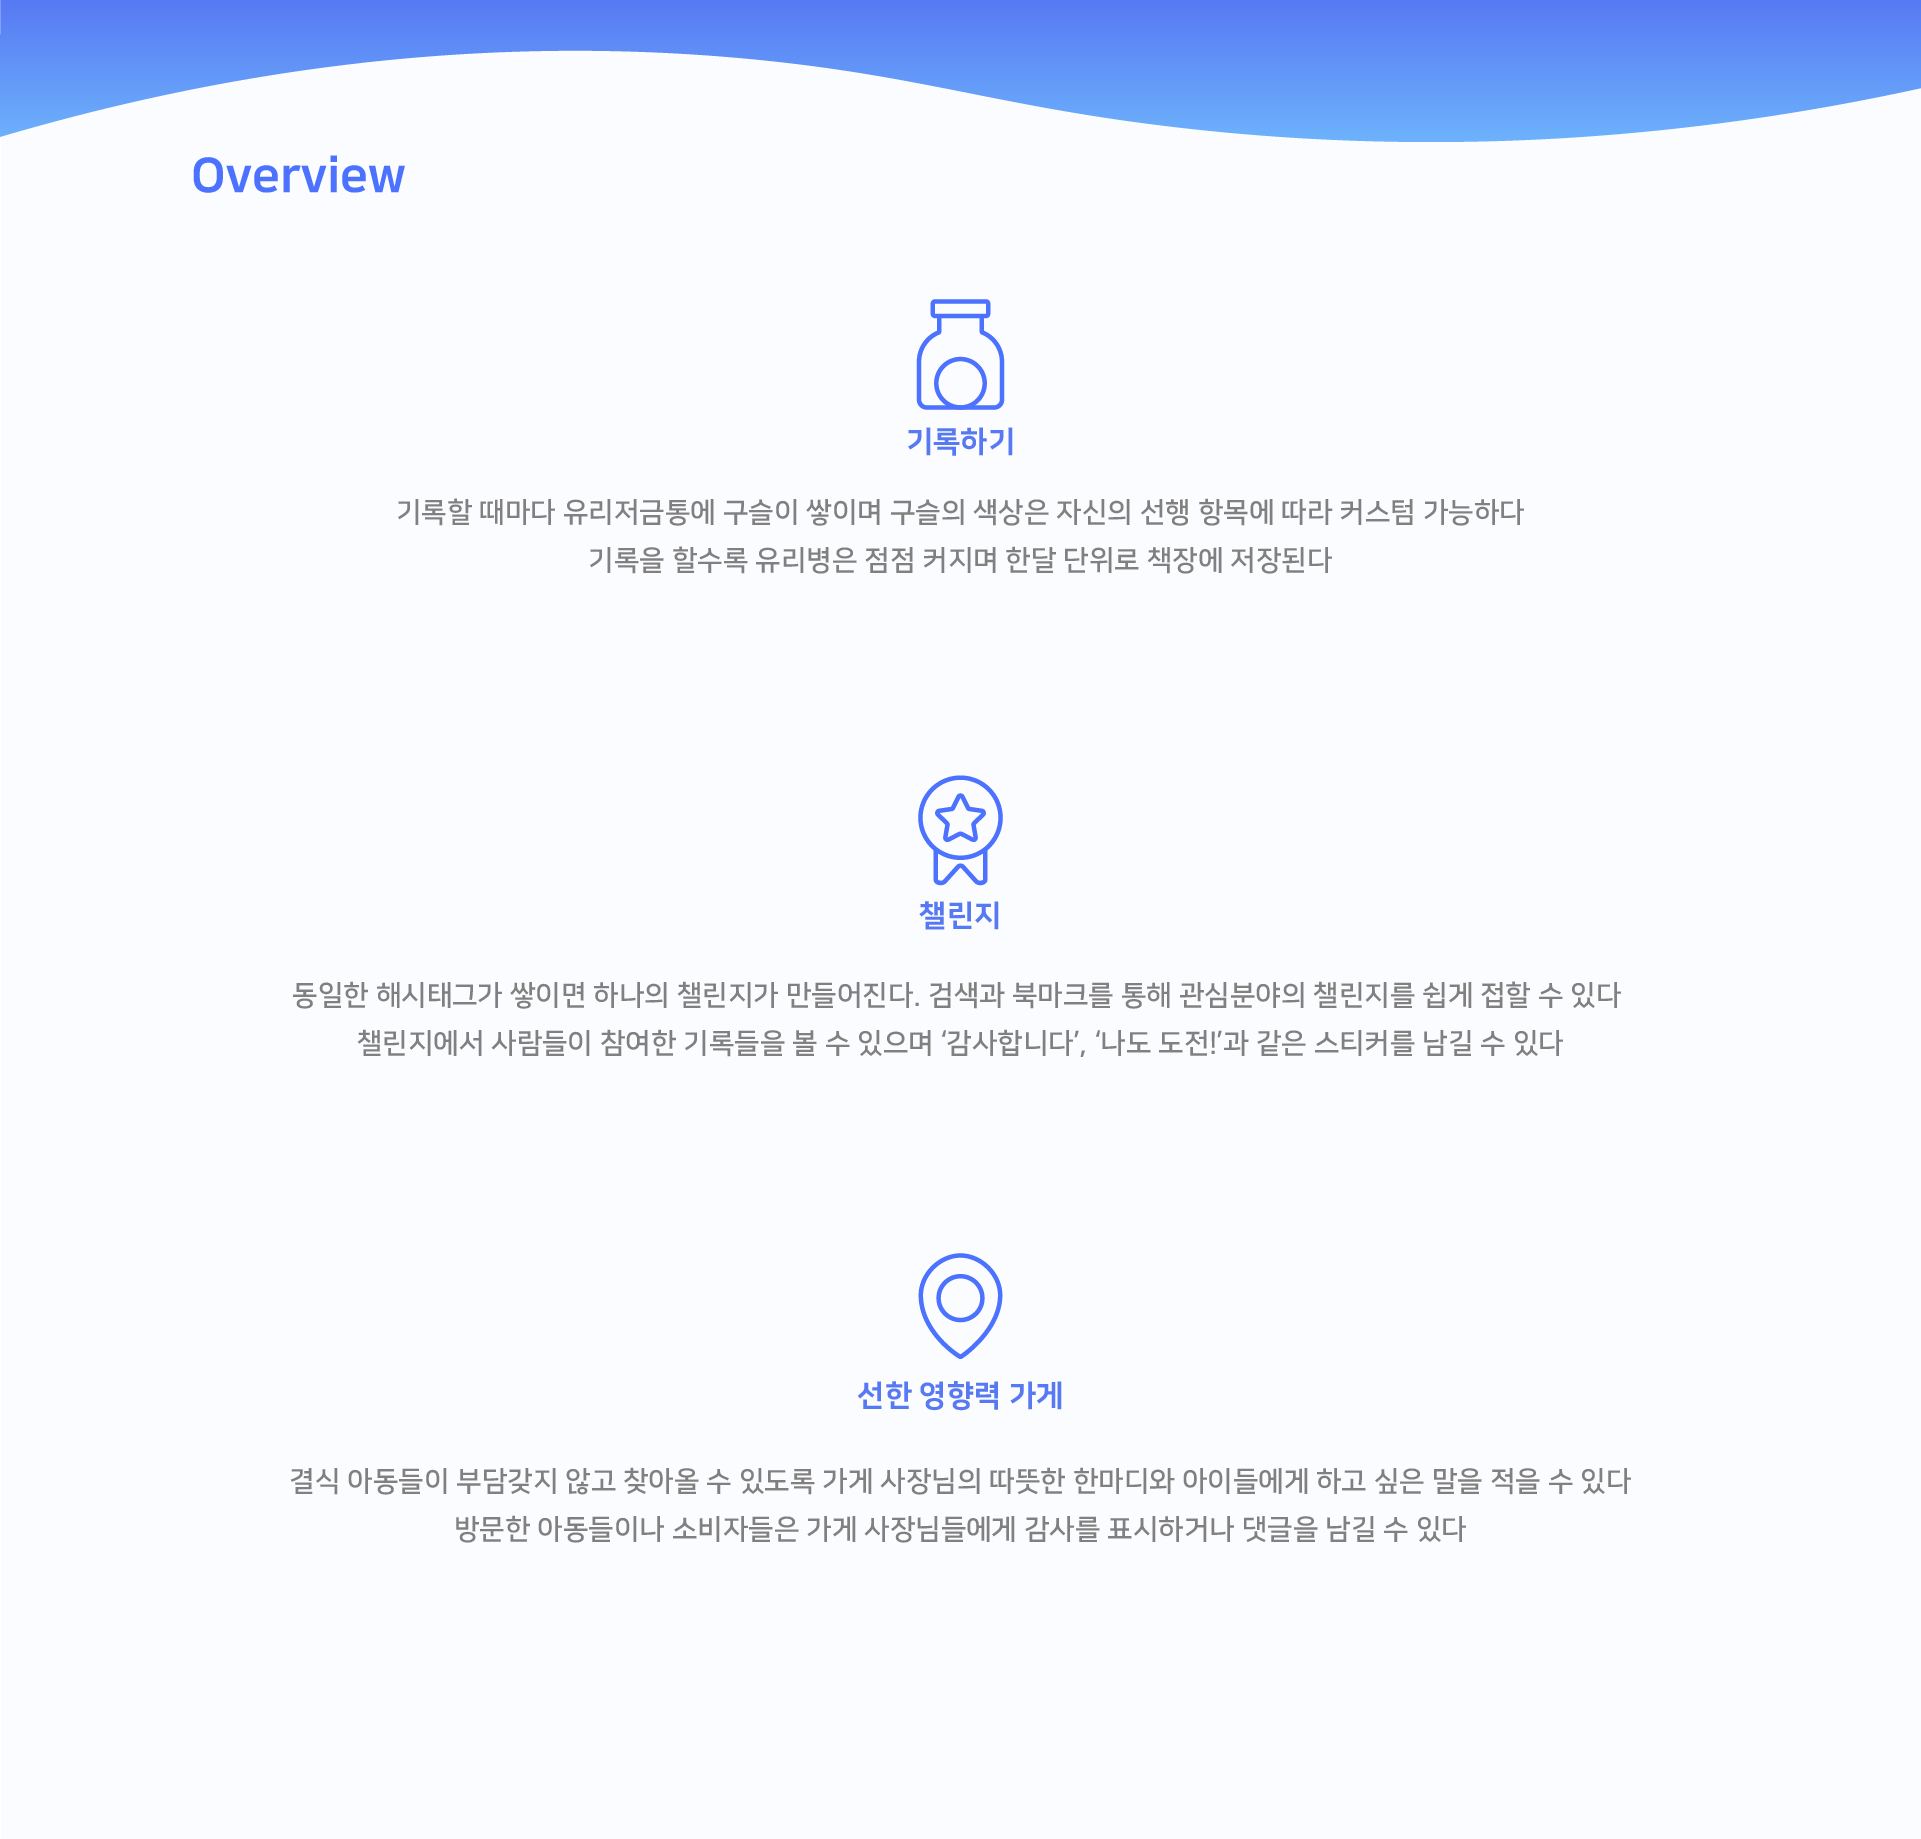 Overview
기록하기
기록할 때마다 유리저금통에 구슬이 쌓이며 구슬의 색상은 자신의 선행 항목에 따라 커스텀 가능하다
기록을 할수록 유리병은 점점 커지며 한달 단위로 책장에 저장된다
챌린지
동일한 해시태그가 쌓이면 하나의 챌린지가 만들어진다. 검색과 북마크를 통해 관심분야의 챌린지를 쉽게 접할 수 있다
챌린지에서 사람들이 참여한 기록들을 볼 수 있으며 ‘감사합니다’, ‘나도 도전!’과 같은 스티커를 남길 수 있다
선한 영향력 가게
결식 아동들이 부담갖지 않고 찾아올 수 있도록 가게 사장님의 따뜻한 한마디와 아이들에게 하고 싶은 말을 적을 수 있다
방문한 아동들이나 소비자들은 가게 사장님들에게 감사를 표시하거나 댓글을 남길 수 있다